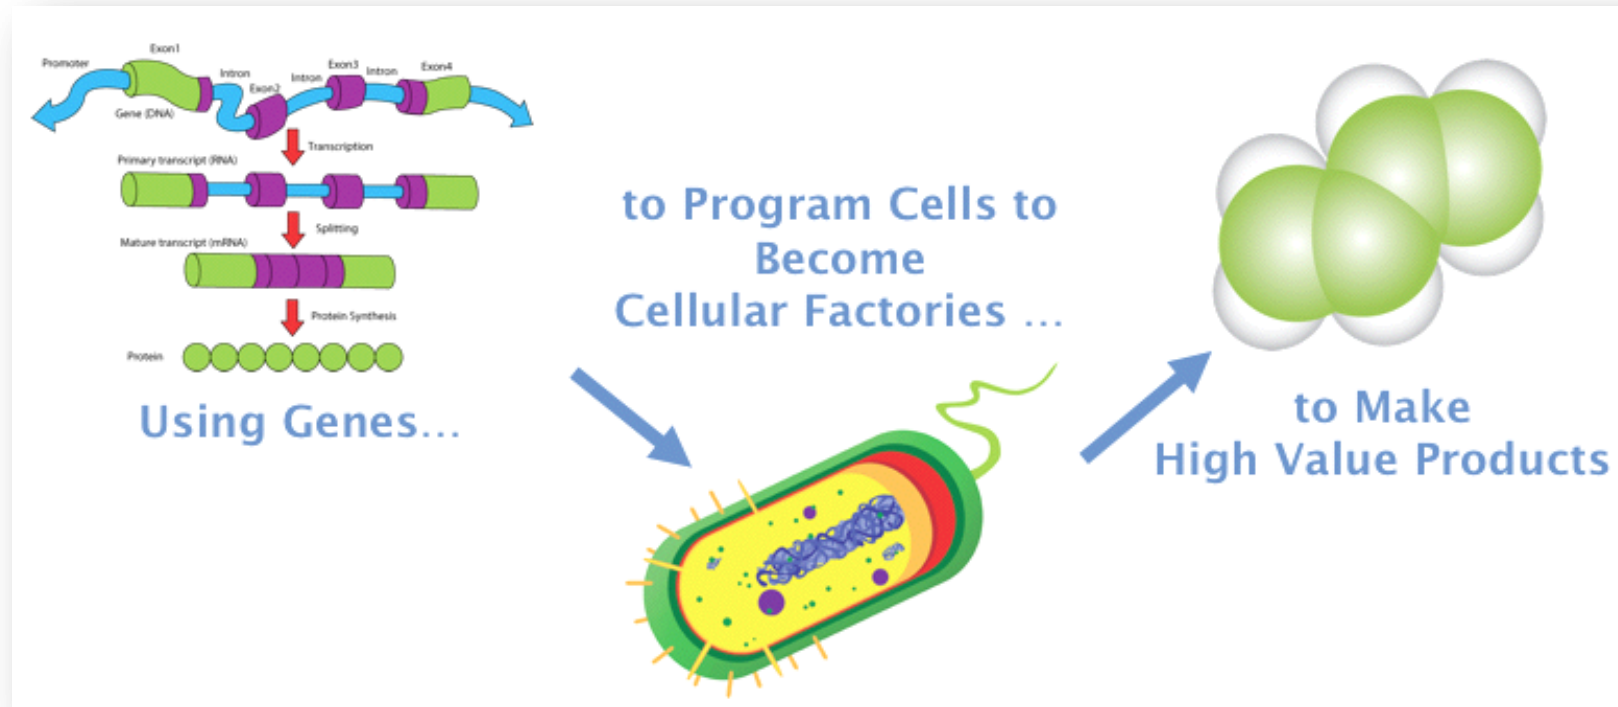 Promoter
Exon1
Intron
Exon2
Intron
Exon3
Intron
Exon4
Gene (DNA)
Transcription
Primary transcript (RNA)
Splitting
Mature transcript (mRNA)
Protein Synthesis
Protein
Using Genes...
to Program Cells to
Become
Cellular Factories ...
to Make
High Value Products